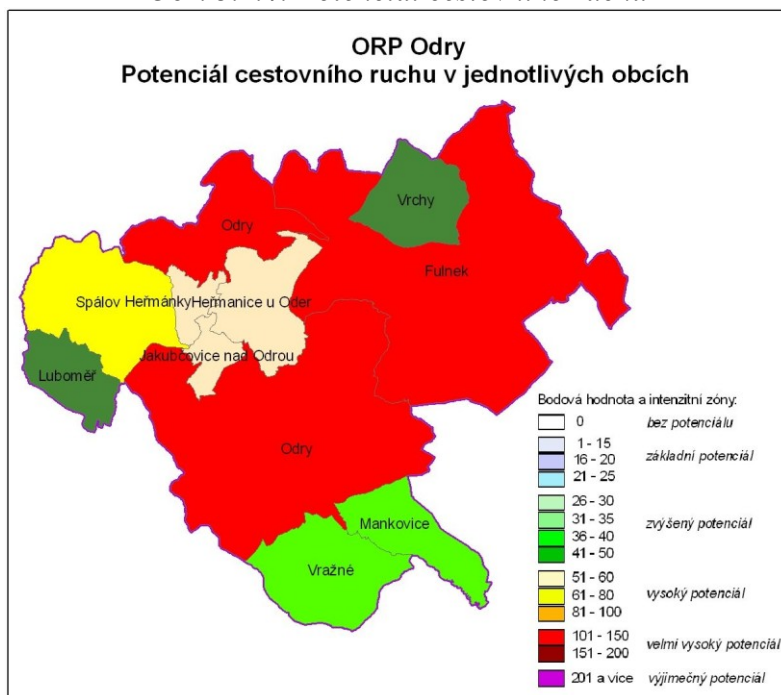 ORP Odry
Potenciál cestovního ruchu v jednotlivých obcích
Vrchy
Odry
Fulnek
Spálov
Heřmánky
Heřmanice u Oder
Jakubčovice nad Odrou
Luboměř
Odry
Mankovice
Vražné
Bodová hodnota a intenzitní zóny:
0 bez potenciálu
1 - 15
16 - 20 základní potenciál
21 - 25
26 - 30
31 - 35 zvýšený potenciál
36 - 40
41 - 50
51 - 60
61 - 80 vysoký potenciál
81 - 100
101 - 150 velmi vysoký potenciál
151 - 200
201 a více výjimečný potenciál